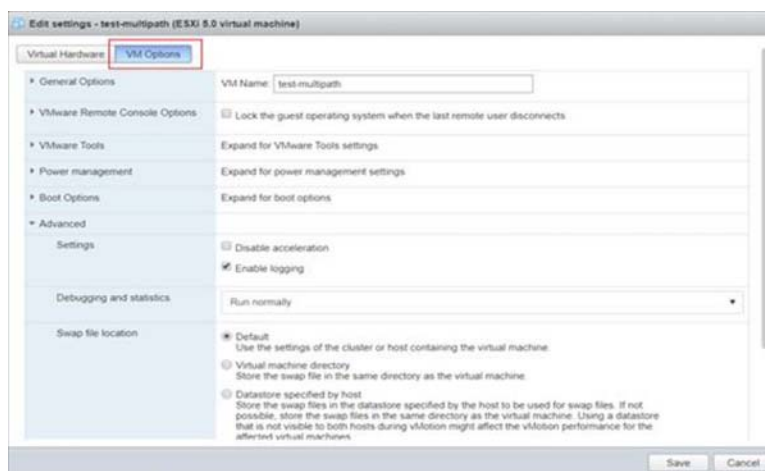 Edit settings - test-multipath (ESXi 5.0 virtual machine)
Virtual Hardware
VM Options
General Options
VM Name: test-multipath
VMware Remote Console Options
Lock the guest operating system when the last remote user disconnects
VMware Tools
Expand for VMware Tools settings
Power management
Expand for power management settings
Boot Options
Expand for boot options
Advanced
Settings
Disable acceleration
Enable logging
Debugging and statistics
Run normally
Swap file location
Default
Use the settings of the cluster or host containing the virtual machine.
Virtual machine directory
Store the swap file in the same directory as the virtual machine.
Datastore specified by host
Store the swap files in the datastore specified by the host to be used for swap files. If not
possible, store the swap files in the same directory as the virtual machine. Using a datastore
that is not visible to both hosts during vMotion might affect the vMotion performance for the
affected virtual machines.
Save
Cancel